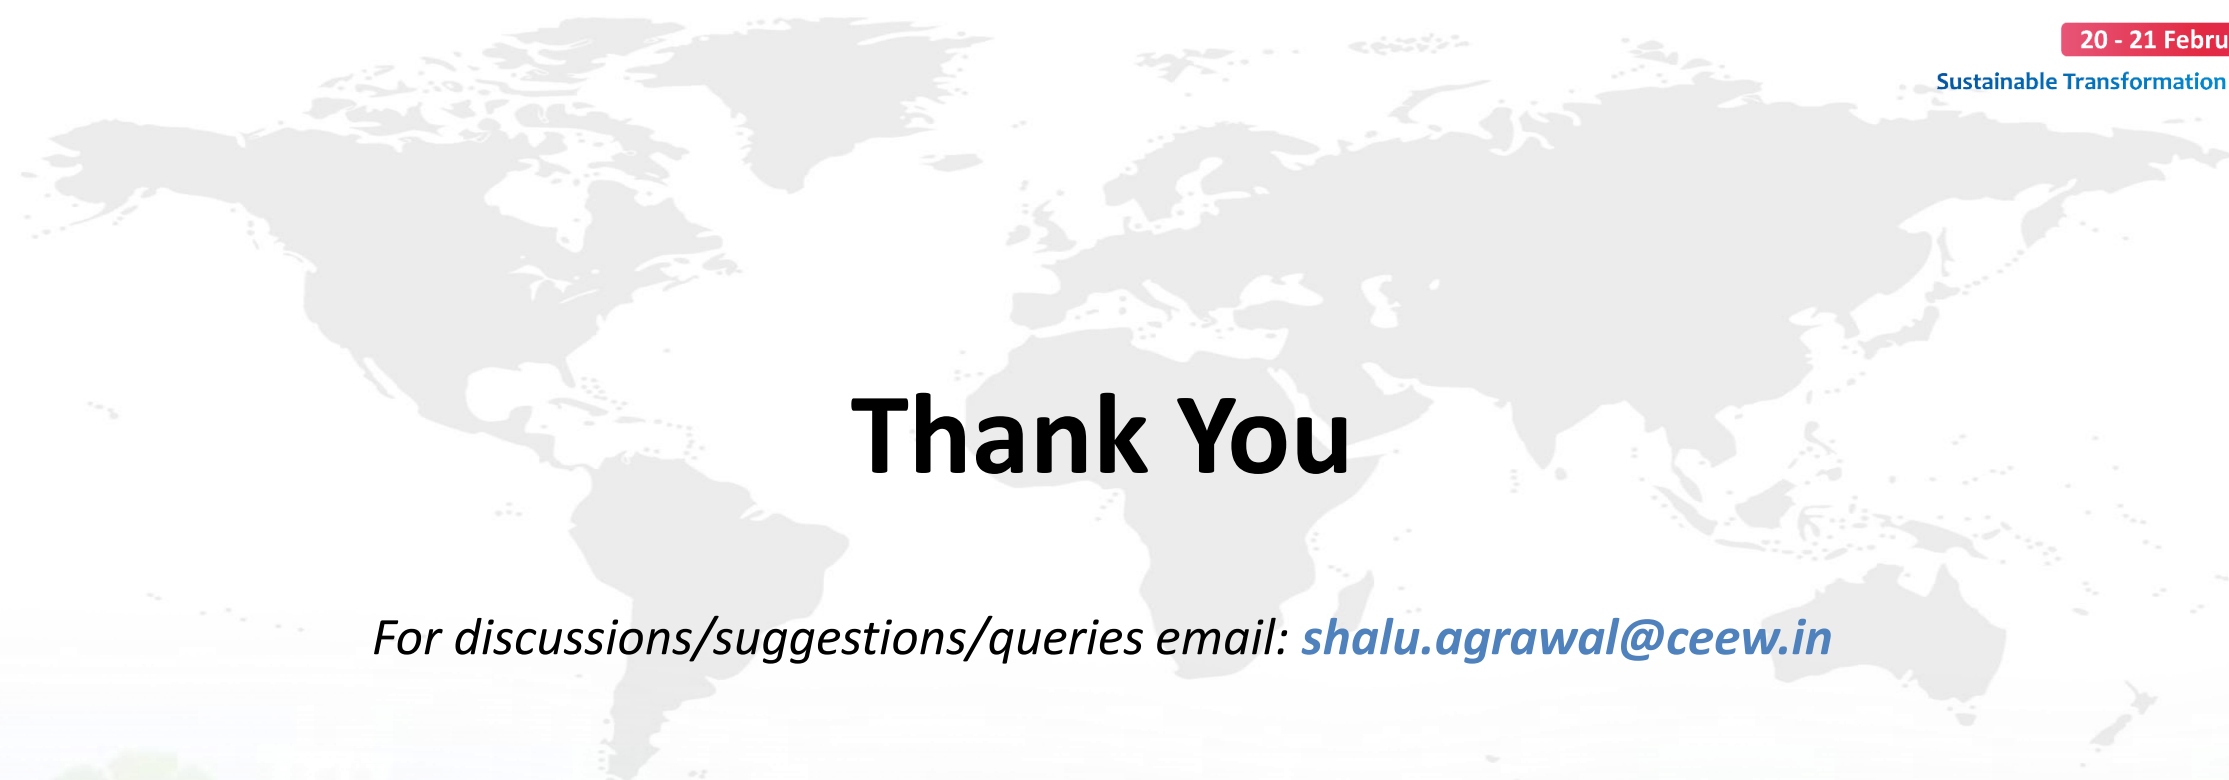 20 - 21 Febru
Sustainable Transformation
Thank You
For discussions/suggestions/queries email: shalu.agrawal@ceew.in